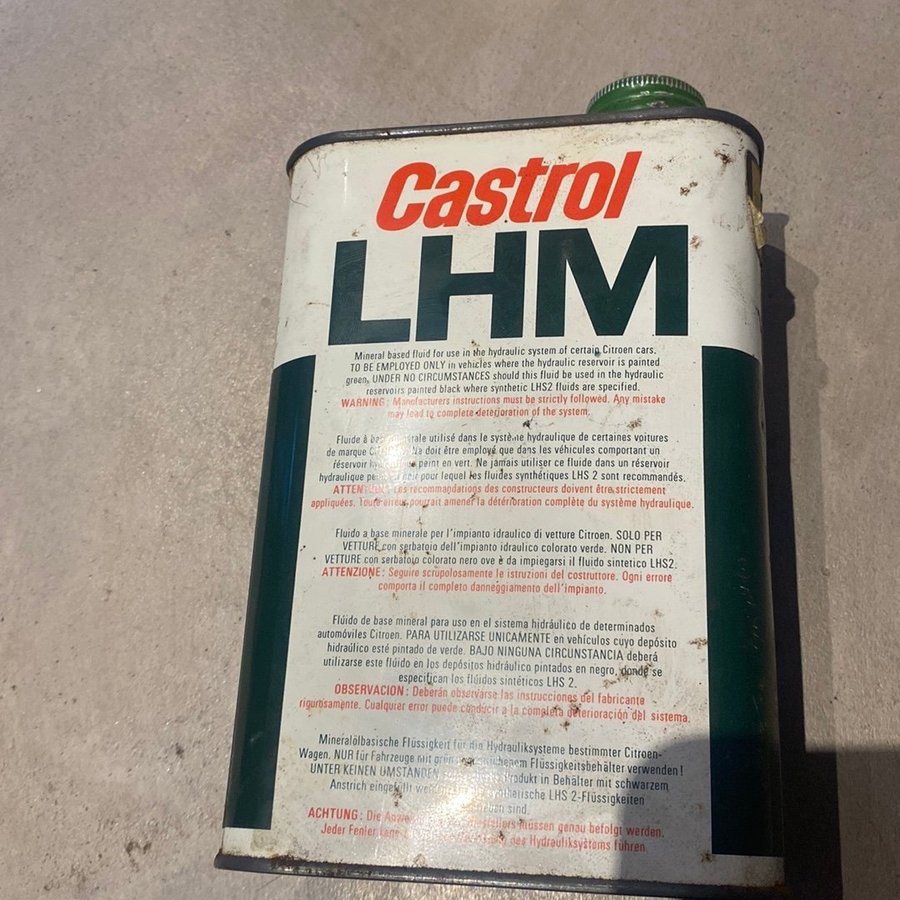 Castrol
LHM
Mineral based fluid for use in the hydraulic system of certain Citroen cars.
TO BE EMPLOYED ONLY in vehicles where the hydraulic reservoir is painted
green. UNDER NO CIRCUMSTANCES should this fluid be used in the hydraulic
reservoirs painted black where synthetic LHS2 fluids are specified.
WARNING: Manufacturers instructions must be strictly followed. Any mistake
may lead to complete deterioration of the system.
Fluide à base minérale utilisé dans le système hydraulique de certaines voitures
de marque doit être employé que dans les véhicules comportant un
réservoir peint en vert. Ne jamais utiliser ce fluide dans un réservoir
hydraulique pour lequel les fluides synthétiques LHS 2 sont recommandés.
Les recommandations des constructeurs doivent être strictement
appliquées. Toute erreur pourrait amener la détérioration complète du système hydraulique.
Fluido a base minerale per l'impianto idraulico di vetture Citroen. SOLO PER
VETTURE con serbatoio dell'impianto idraulico colorato verde. NON PER
VETTURE con serbatoio colorato nero ove è da impiegarsi il fluido sintetico LHS2.
ATTENZIONE: Seguire scrupolosamente le istruzioni del costruttore. Ogni errore
comporta il completo danneggiamento dell'impianto.
Flúido de base mineral para uso en el sistema hidráulico de determinados
automóviles Citroen. PARA UTILIZARSE UNICAMENTE en vehículos cuyo depósito
hidraúlico esté pintado de verde. BAJO NINGUNA CIRCUNSTANCIA deberá
utilizarse este flúido en los depósitos hidráulico pintados en negro, donde se
especifican los flúidos sintéticos LHS 2.
OBSERVACION: Deberán observarse las instrucciones del fabricante
rigurosamente. Cualquier error puede conducir a la completa deterioración del sistema.
Mineralölbasische Flüssigkeit für die Hydrauliksysteme bestimmter Citroen-
Wagen. NUR für Fahrzeuge mit Flüssigkeitsbehälter verwenden!
UNTER KEINEN UMSTANDEN Produkt in Behälter mit schwarzem
Anstrich eingefüllt synthetische LHS 2-Flüssigkeiten
sind.
ACHTUNG: Die müssen genau befolgt werden.
Jeder des Hydrauliksystems führen